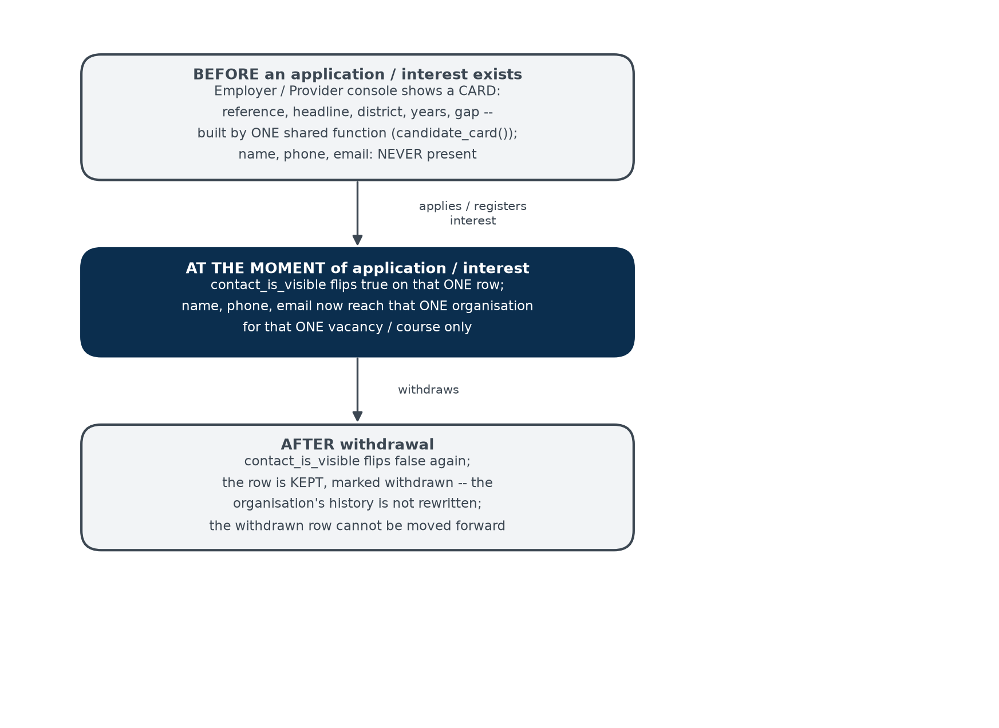 BEFORE an application / interest exists
Employer / Provider console shows a CARD:
reference, headline, district, years, gap --
built by ONE shared function (candidate_card());
name, phone, email: NEVER present
applies / registers
interest
AT THE MOMENT of application / interest
contact_is_visible flips true on that ONE row;
name, phone, email now reach that ONE organisation
for that ONE vacancy / course only
withdraws
AFTER withdrawal
contact_is_visible flips false again;
the row is KEPT, marked withdrawn -- the
organisation's history is not rewritten;
the withdrawn row cannot be moved forward